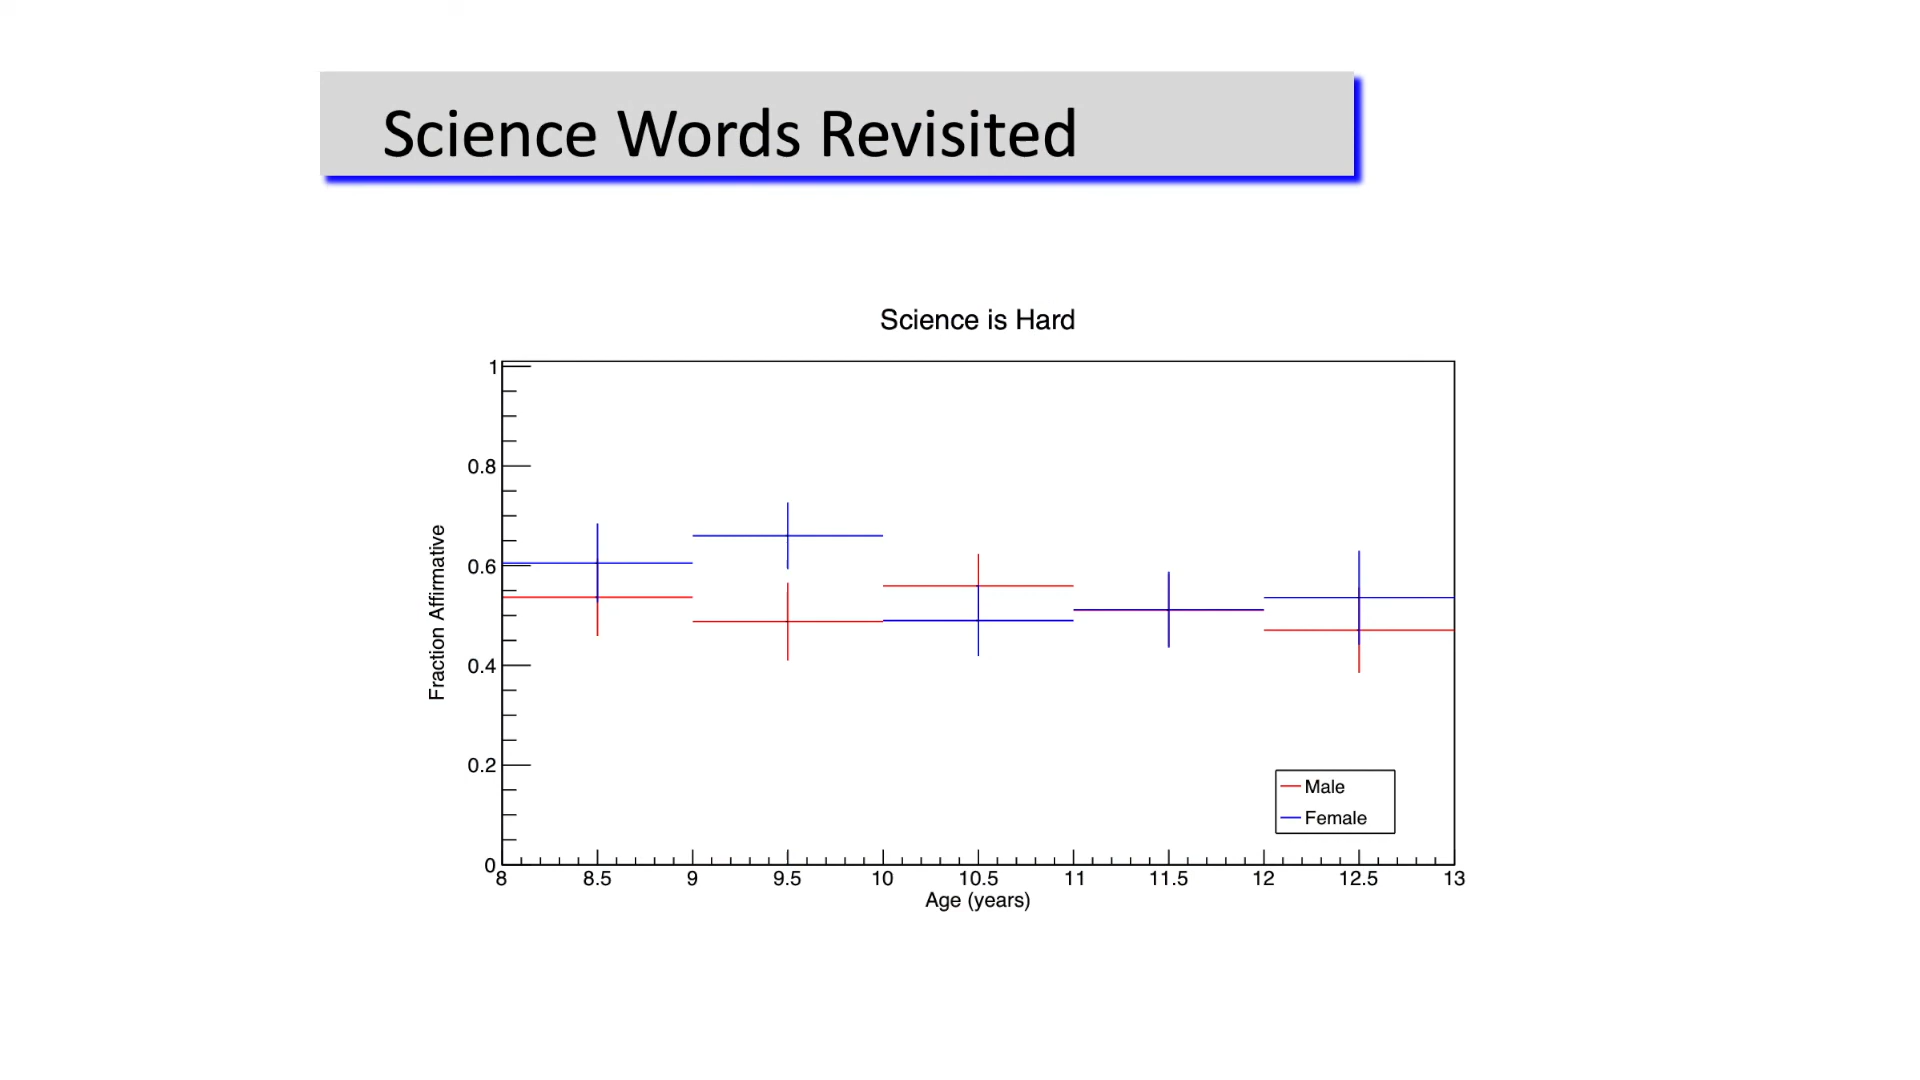 Science Words Revisited
Science is Hard
1
0.8
0.6
0.4
0.2
0
Fraction Affirmative
8 8.5 9 9.5 10 10.5 11 11.5 12 12.5 13
Age (years)
Male
Female